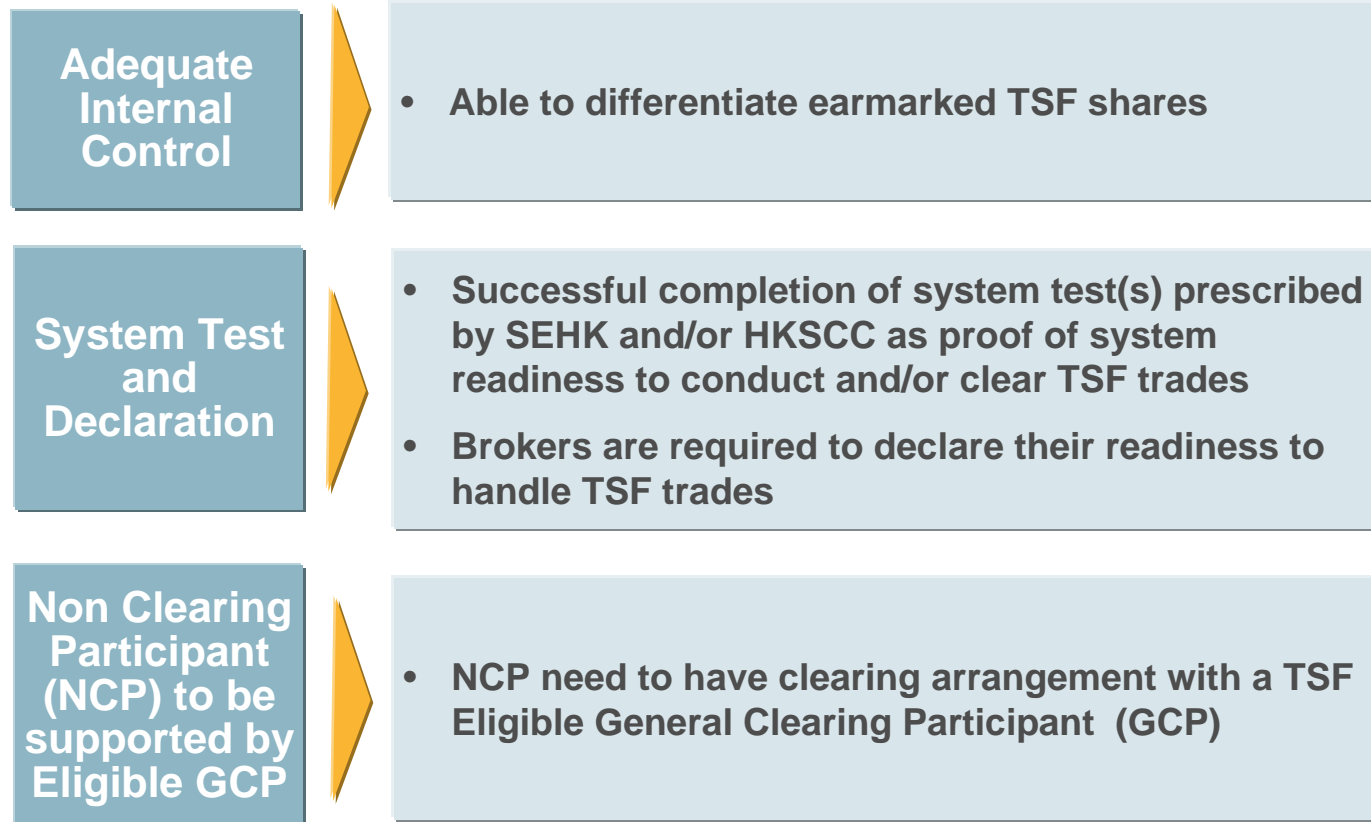 Adequate
Internal
Control
• Able to differentiate earmarked TSF shares
System Test
and
Declaration
• Successful completion of system test(s) prescribed
by SEHK and/or HKSCC as proof of system
readiness to conduct and/or clear TSF trades
• Brokers are required to declare their readiness to
handle TSF trades
Non Clearing
Participant
(NCP) to be
supported by
Eligible GCP
• NCP need to have clearing arrangement with a TSF
Eligible General Clearing Participant (GCP)